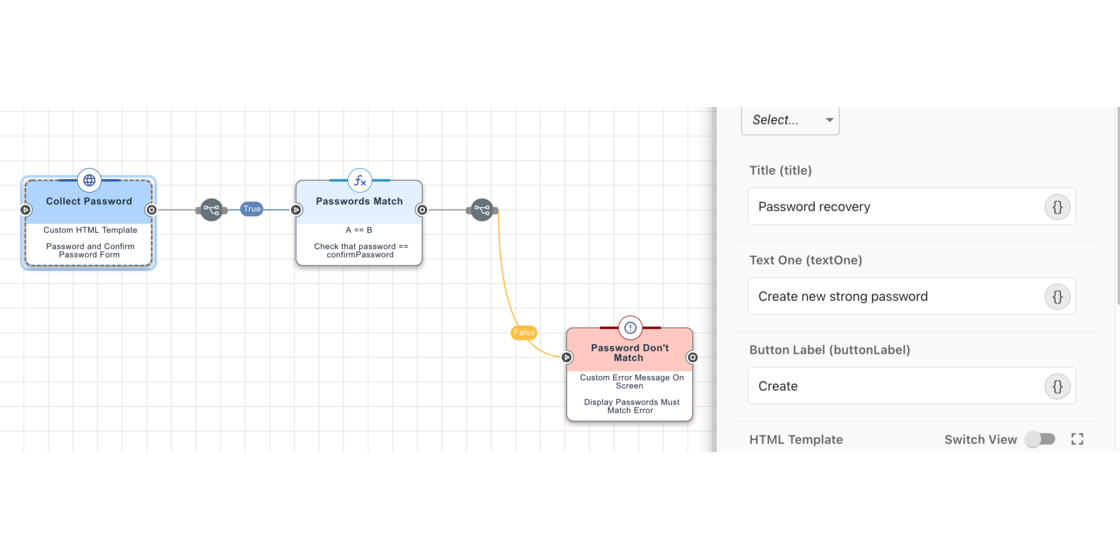 Collect Password
Custom HTML Template
Password and Confirm
Password Form
True
fx
Passwords Match
A == B
Check that password ==
confirmPassword
False
Password Don't
Match
Custom Error Message On
Screen
Display Passwords Must
Match Error
Select...
Title (title)
Password recovery
{}
Text One (textOne)
Create new strong password
{}
Button Label (buttonLabel)
Create
{}
HTML Template
Switch View